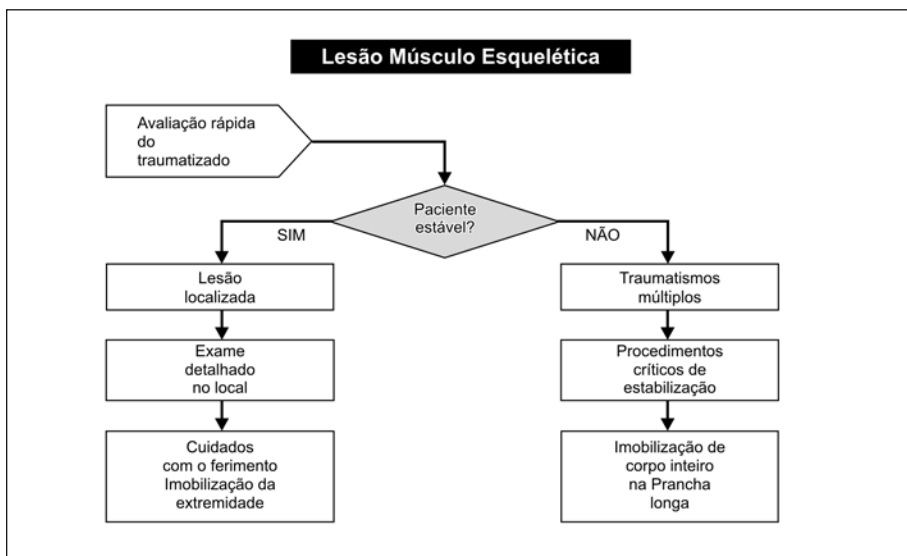 Lesão Músculo Esquelética
Avaliação rápida
do
traumatizado
Paciente
estável?
SIM
NÃO
Lesão
localizada
Traumatismos
múltiplos
Exame
detalhado
no local
Procedimentos
críticos de
estabilização
Cuidados
com o ferimento
Imobilização da
extremidade
Imobilização de
corpo inteiro
na Prancha
longa